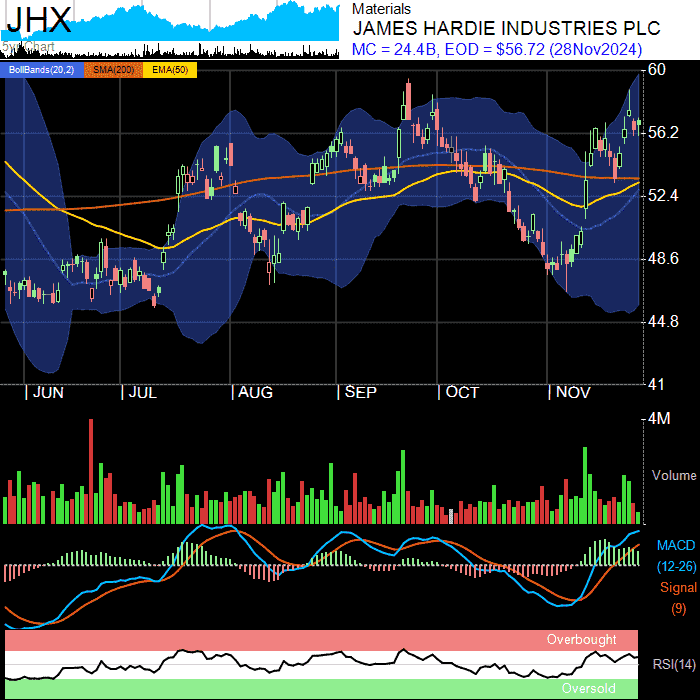 JHX
5yr Chart
Materials
JAMES HARDIE INDUSTRIES PLC
MC = 24.4B, EOD = $56.72 (28Nov2024)
BollBands(20,2) SMA(200) EMA(50)
60
56.2
52.4
48.6
44.8
41
JUN JUL AUG SEP OCT NOV
4M
Volume
MACD
(12-26)
Signal
(9)
Overbought
RSI(14)
Oversold